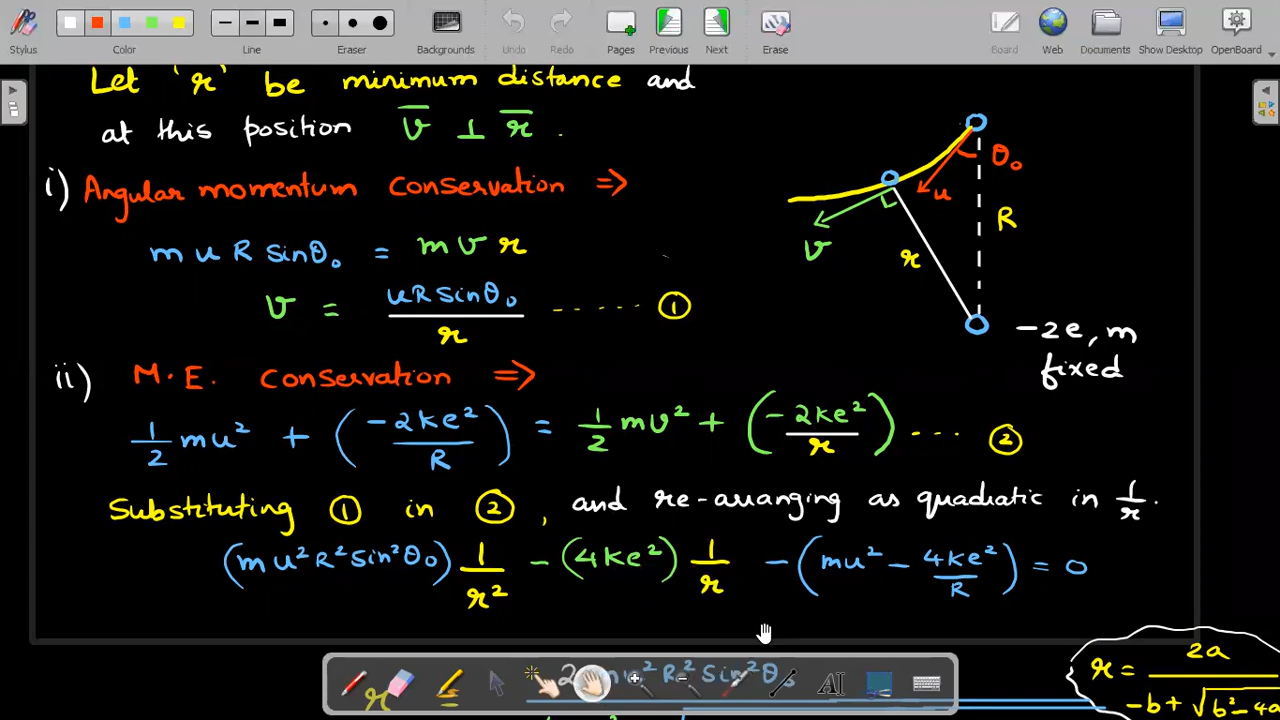 Stylus Color Line Eraser Backgrounds Undo Redo Pages Previous Next Erase Board Web Documents Show Desktop OpenBoard
Let 'r' be minimum distance and
at this position v̅ ⊥ r̅ .
i) Angular momentum conservation ⇒
m u R sinθ₀ = m v r
v = uR sinθ₀ / r ...... ①
θ₀
u
R
v
r
-2e, m
fixed
ii) M.E. conservation ⇒
1/2 mu² + (-2ke²/R) = 1/2 mv² + (-2ke²/r) ... ②
Substituting ① in ②, and re-arranging as quadratic in 1/r.
(mu²R²sin²θ₀) 1/r² - (4ke²) 1/r - (mu² - 4ke²/R) = 0
r = 2a / -b + √b²-4a